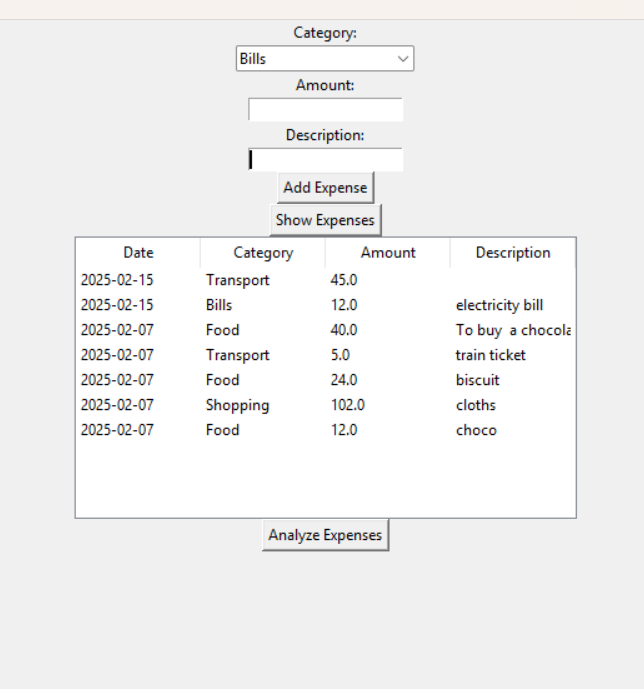 Category:
Bills
Amount:
Description:
Add Expense
Show Expenses
Date Category Amount Description
2025-02-15 Transport 45.0
2025-02-15 Bills 12.0 electricity bill
2025-02-07 Food 40.0 To buy a chocola
2025-02-07 Transport 5.0 train ticket
2025-02-07 Food 24.0 biscuit
2025-02-07 Shopping 102.0 cloths
2025-02-07 Food 12.0 choco
Analyze Expenses